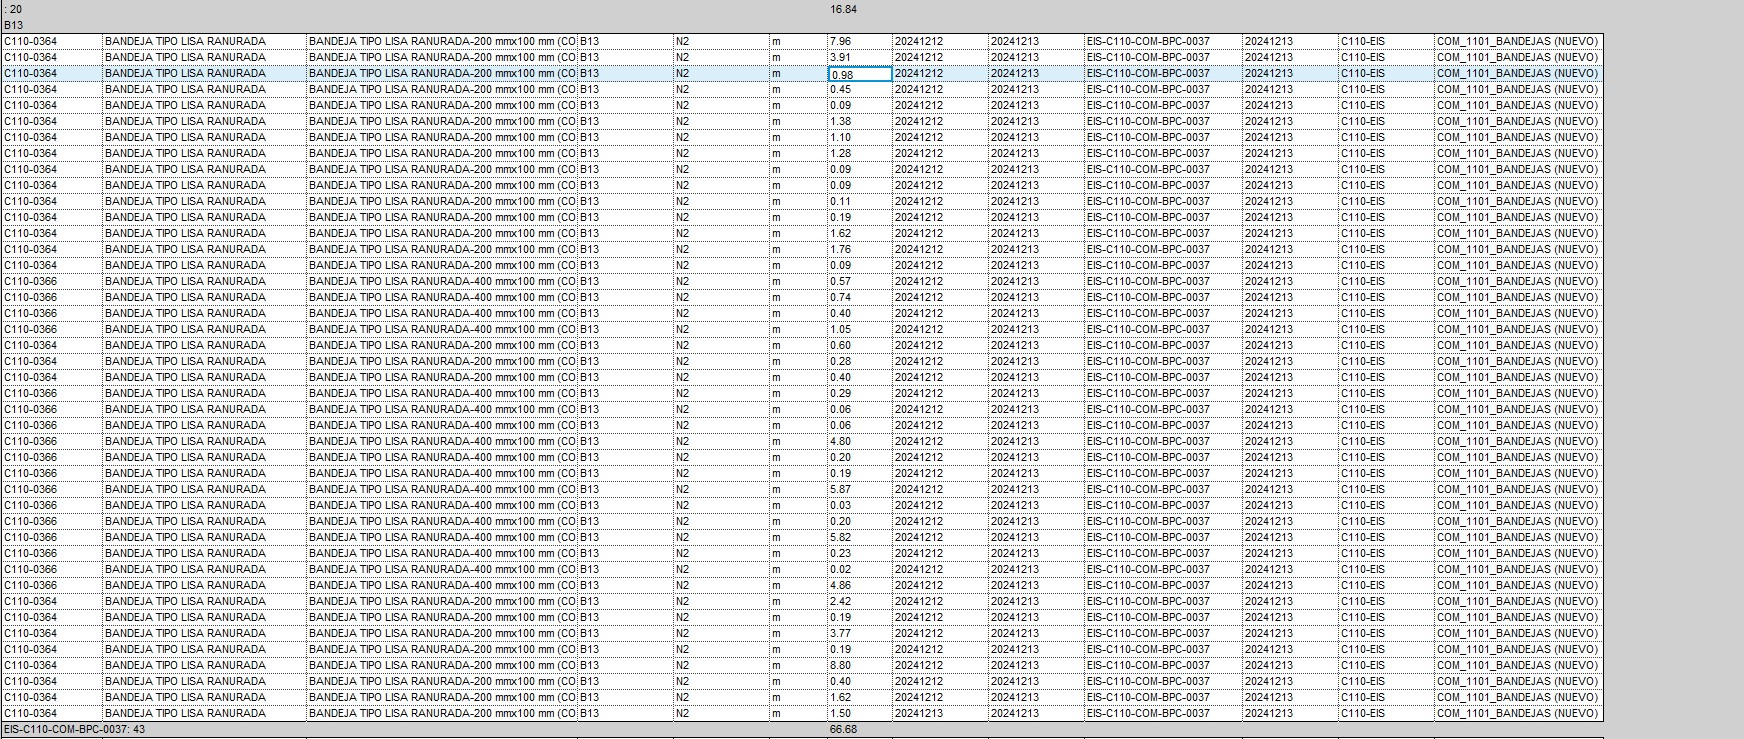 : 20 16.84
B13
C110-0364 BANDEJA TIPO LISA RANURADA BANDEJA TIPO LISA RANURADA-200 mmx100 mm (CO B13 N2 m 7.96 20241212 20241213 EIS-C110-COM-BPC-0037 20241213 C110-EIS COM_1101_BANDEJAS (NUEVO)
C110-0364 BANDEJA TIPO LISA RANURADA BANDEJA TIPO LISA RANURADA-200 mmx100 mm (CO B13 N2 m 3.91 20241212 20241213 EIS-C110-COM-BPC-0037 20241213 C110-EIS COM_1101_BANDEJAS (NUEVO)
C110-0364 BANDEJA TIPO LISA RANURADA BANDEJA TIPO LISA RANURADA-200 mmx100 mm (CO B13 N2 m 0.98 20241212 20241213 EIS-C110-COM-BPC-0037 20241213 C110-EIS COM_1101_BANDEJAS (NUEVO)
C110-0364 BANDEJA TIPO LISA RANURADA BANDEJA TIPO LISA RANURADA-200 mmx100 mm (CO B13 N2 m 0.45 20241212 20241213 EIS-C110-COM-BPC-0037 20241213 C110-EIS COM_1101_BANDEJAS (NUEVO)
C110-0364 BANDEJA TIPO LISA RANURADA BANDEJA TIPO LISA RANURADA-200 mmx100 mm (CO B13 N2 m 0.09 20241212 20241213 EIS-C110-COM-BPC-0037 20241213 C110-EIS COM_1101_BANDEJAS (NUEVO)
C110-0364 BANDEJA TIPO LISA RANURADA BANDEJA TIPO LISA RANURADA-200 mmx100 mm (CO B13 N2 m 1.38 20241212 20241213 EIS-C110-COM-BPC-0037 20241213 C110-EIS COM_1101_BANDEJAS (NUEVO)
C110-0364 BANDEJA TIPO LISA RANURADA BANDEJA TIPO LISA RANURADA-200 mmx100 mm (CO B13 N2 m 1.10 20241212 20241213 EIS-C110-COM-BPC-0037 20241213 C110-EIS COM_1101_BANDEJAS (NUEVO)
C110-0364 BANDEJA TIPO LISA RANURADA BANDEJA TIPO LISA RANURADA-200 mmx100 mm (CO B13 N2 m 1.28 20241212 20241213 EIS-C110-COM-BPC-0037 20241213 C110-EIS COM_1101_BANDEJAS (NUEVO)
C110-0364 BANDEJA TIPO LISA RANURADA BANDEJA TIPO LISA RANURADA-200 mmx100 mm (CO B13 N2 m 0.09 20241212 20241213 EIS-C110-COM-BPC-0037 20241213 C110-EIS COM_1101_BANDEJAS (NUEVO)
C110-0364 BANDEJA TIPO LISA RANURADA BANDEJA TIPO LISA RANURADA-200 mmx100 mm (CO B13 N2 m 0.09 20241212 20241213 EIS-C110-COM-BPC-0037 20241213 C110-EIS COM_1101_BANDEJAS (NUEVO)
C110-0364 BANDEJA TIPO LISA RANURADA BANDEJA TIPO LISA RANURADA-200 mmx100 mm (CO B13 N2 m 0.11 20241212 20241213 EIS-C110-COM-BPC-0037 20241213 C110-EIS COM_1101_BANDEJAS (NUEVO)
C110-0364 BANDEJA TIPO LISA RANURADA BANDEJA TIPO LISA RANURADA-200 mmx100 mm (CO B13 N2 m 0.19 20241212 20241213 EIS-C110-COM-BPC-0037 20241213 C110-EIS COM_1101_BANDEJAS (NUEVO)
C110-0364 BANDEJA TIPO LISA RANURADA BANDEJA TIPO LISA RANURADA-200 mmx100 mm (CO B13 N2 m 1.62 20241212 20241213 EIS-C110-COM-BPC-0037 20241213 C110-EIS COM_1101_BANDEJAS (NUEVO)
C110-0364 BANDEJA TIPO LISA RANURADA BANDEJA TIPO LISA RANURADA-200 mmx100 mm (CO B13 N2 m 1.76 20241212 20241213 EIS-C110-COM-BPC-0037 20241213 C110-EIS COM_1101_BANDEJAS (NUEVO)
C110-0364 BANDEJA TIPO LISA RANURADA BANDEJA TIPO LISA RANURADA-200 mmx100 mm (CO B13 N2 m 0.09 20241212 20241213 EIS-C110-COM-BPC-0037 20241213 C110-EIS COM_1101_BANDEJAS (NUEVO)
C110-0366 BANDEJA TIPO LISA RANURADA BANDEJA TIPO LISA RANURADA-400 mmx100 mm (CO B13 N2 m 0.57 20241212 20241213 EIS-C110-COM-BPC-0037 20241213 C110-EIS COM_1101_BANDEJAS (NUEVO)
C110-0366 BANDEJA TIPO LISA RANURADA BANDEJA TIPO LISA RANURADA-400 mmx100 mm (CO B13 N2 m 0.74 20241212 20241213 EIS-C110-COM-BPC-0037 20241213 C110-EIS COM_1101_BANDEJAS (NUEVO)
C110-0366 BANDEJA TIPO LISA RANURADA BANDEJA TIPO LISA RANURADA-400 mmx100 mm (CO B13 N2 m 0.40 20241212 20241213 EIS-C110-COM-BPC-0037 20241213 C110-EIS COM_1101_BANDEJAS (NUEVO)
C110-0366 BANDEJA TIPO LISA RANURADA BANDEJA TIPO LISA RANURADA-400 mmx100 mm (CO B13 N2 m 1.05 20241212 20241213 EIS-C110-COM-BPC-0037 20241213 C110-EIS COM_1101_BANDEJAS (NUEVO)
C110-0364 BANDEJA TIPO LISA RANURADA BANDEJA TIPO LISA RANURADA-200 mmx100 mm (CO B13 N2 m 0.60 20241212 20241213 EIS-C110-COM-BPC-0037 20241213 C110-EIS COM_1101_BANDEJAS (NUEVO)
C110-0364 BANDEJA TIPO LISA RANURADA BANDEJA TIPO LISA RANURADA-200 mmx100 mm (CO B13 N2 m 0.28 20241212 20241213 EIS-C110-COM-BPC-0037 20241213 C110-EIS COM_1101_BANDEJAS (NUEVO)
C110-0364 BANDEJA TIPO LISA RANURADA BANDEJA TIPO LISA RANURADA-200 mmx100 mm (CO B13 N2 m 0.40 20241212 20241213 EIS-C110-COM-BPC-0037 20241213 C110-EIS COM_1101_BANDEJAS (NUEVO)
C110-0366 BANDEJA TIPO LISA RANURADA BANDEJA TIPO LISA RANURADA-400 mmx100 mm (CO B13 N2 m 0.29 20241212 20241213 EIS-C110-COM-BPC-0037 20241213 C110-EIS COM_1101_BANDEJAS (NUEVO)
C110-0366 BANDEJA TIPO LISA RANURADA BANDEJA TIPO LISA RANURADA-400 mmx100 mm (CO B13 N2 m 0.06 20241212 20241213 EIS-C110-COM-BPC-0037 20241213 C110-EIS COM_1101_BANDEJAS (NUEVO)
C110-0366 BANDEJA TIPO LISA RANURADA BANDEJA TIPO LISA RANURADA-400 mmx100 mm (CO B13 N2 m 0.06 20241212 20241213 EIS-C110-COM-BPC-0037 20241213 C110-EIS COM_1101_BANDEJAS (NUEVO)
C110-0366 BANDEJA TIPO LISA RANURADA BANDEJA TIPO LISA RANURADA-400 mmx100 mm (CO B13 N2 m 4.80 20241212 20241213 EIS-C110-COM-BPC-0037 20241213 C110-EIS COM_1101_BANDEJAS (NUEVO)
C110-0366 BANDEJA TIPO LISA RANURADA BANDEJA TIPO LISA RANURADA-400 mmx100 mm (CO B13 N2 m 0.20 20241212 20241213 EIS-C110-COM-BPC-0037 20241213 C110-EIS COM_1101_BANDEJAS (NUEVO)
C110-0366 BANDEJA TIPO LISA RANURADA BANDEJA TIPO LISA RANURADA-400 mmx100 mm (CO B13 N2 m 0.19 20241212 20241213 EIS-C110-COM-BPC-0037 20241213 C110-EIS COM_1101_BANDEJAS (NUEVO)
C110-0366 BANDEJA TIPO LISA RANURADA BANDEJA TIPO LISA RANURADA-400 mmx100 mm (CO B13 N2 m 5.87 20241212 20241213 EIS-C110-COM-BPC-0037 20241213 C110-EIS COM_1101_BANDEJAS (NUEVO)
C110-0366 BANDEJA TIPO LISA RANURADA BANDEJA TIPO LISA RANURADA-400 mmx100 mm (CO B13 N2 m 0.03 20241212 20241213 EIS-C110-COM-BPC-0037 20241213 C110-EIS COM_1101_BANDEJAS (NUEVO)
C110-0366 BANDEJA TIPO LISA RANURADA BANDEJA TIPO LISA RANURADA-400 mmx100 mm (CO B13 N2 m 0.20 20241212 20241213 EIS-C110-COM-BPC-0037 20241213 C110-EIS COM_1101_BANDEJAS (NUEVO)
C110-0366 BANDEJA TIPO LISA RANURADA BANDEJA TIPO LISA RANURADA-400 mmx100 mm (CO B13 N2 m 5.82 20241212 20241213 EIS-C110-COM-BPC-0037 20241213 C110-EIS COM_1101_BANDEJAS (NUEVO)
C110-0366 BANDEJA TIPO LISA RANURADA BANDEJA TIPO LISA RANURADA-400 mmx100 mm (CO B13 N2 m 0.23 20241212 20241213 EIS-C110-COM-BPC-0037 20241213 C110-EIS COM_1101_BANDEJAS (NUEVO)
C110-0366 BANDEJA TIPO LISA RANURADA BANDEJA TIPO LISA RANURADA-400 mmx100 mm (CO B13 N2 m 0.02 20241212 20241213 EIS-C110-COM-BPC-0037 20241213 C110-EIS COM_1101_BANDEJAS (NUEVO)
C110-0366 BANDEJA TIPO LISA RANURADA BANDEJA TIPO LISA RANURADA-400 mmx100 mm (CO B13 N2 m 4.86 20241212 20241213 EIS-C110-COM-BPC-0037 20241213 C110-EIS COM_1101_BANDEJAS (NUEVO)
C110-0364 BANDEJA TIPO LISA RANURADA BANDEJA TIPO LISA RANURADA-200 mmx100 mm (CO B13 N2 m 2.42 20241212 20241213 EIS-C110-COM-BPC-0037 20241213 C110-EIS COM_1101_BANDEJAS (NUEVO)
C110-0364 BANDEJA TIPO LISA RANURADA BANDEJA TIPO LISA RANURADA-200 mmx100 mm (CO B13 N2 m 0.19 20241212 20241213 EIS-C110-COM-BPC-0037 20241213 C110-EIS COM_1101_BANDEJAS (NUEVO)
C110-0364 BANDEJA TIPO LISA RANURADA BANDEJA TIPO LISA RANURADA-200 mmx100 mm (CO B13 N2 m 3.77 20241212 20241213 EIS-C110-COM-BPC-0037 20241213 C110-EIS COM_1101_BANDEJAS (NUEVO)
C110-0364 BANDEJA TIPO LISA RANURADA BANDEJA TIPO LISA RANURADA-200 mmx100 mm (CO B13 N2 m 0.19 20241212 20241213 EIS-C110-COM-BPC-0037 20241213 C110-EIS COM_1101_BANDEJAS (NUEVO)
C110-0364 BANDEJA TIPO LISA RANURADA BANDEJA TIPO LISA RANURADA-200 mmx100 mm (CO B13 N2 m 8.80 20241212 20241213 EIS-C110-COM-BPC-0037 20241213 C110-EIS COM_1101_BANDEJAS (NUEVO)
C110-0364 BANDEJA TIPO LISA RANURADA BANDEJA TIPO LISA RANURADA-200 mmx100 mm (CO B13 N2 m 0.40 20241212 20241213 EIS-C110-COM-BPC-0037 20241213 C110-EIS COM_1101_BANDEJAS (NUEVO)
C110-0364 BANDEJA TIPO LISA RANURADA BANDEJA TIPO LISA RANURADA-200 mmx100 mm (CO B13 N2 m 1.62 20241212 20241213 EIS-C110-COM-BPC-0037 20241213 C110-EIS COM_1101_BANDEJAS (NUEVO)
C110-0364 BANDEJA TIPO LISA RANURADA BANDEJA TIPO LISA RANURADA-200 mmx100 mm (CO B13 N2 m 1.50 20241213 20241213 EIS-C110-COM-BPC-0037 20241213 C110-EIS COM_1101_BANDEJAS (NUEVO)
EIS-C110-COM-BPC-0037: 43 66.68